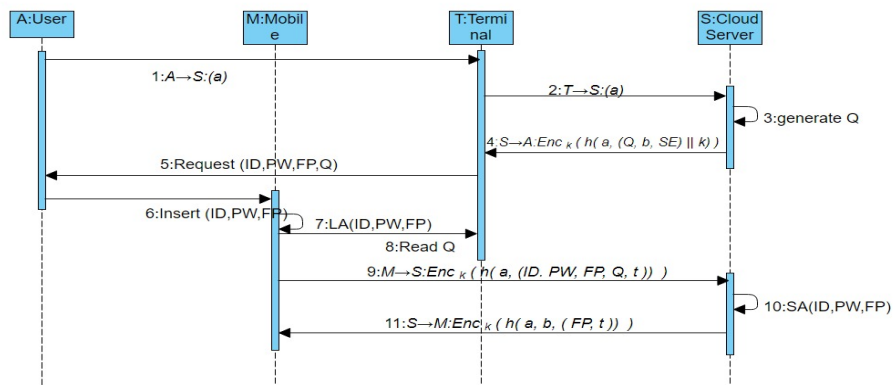 A:User
M:Mobil
e
T:Termi
nal
S:Cloud
Server
1:A→S:(a)
2:T→S:(a)
3:generate Q
4:S→A:Enc K ( h( a, (Q, b, SE) || k) )
5:Request (ID,PW,FP,Q)
6:Insert (ID,PW,FP)
7:LA(ID,PW,FP)
8:Read Q
9:M→S:Enc K ( h( a, (ID. PW, FP, Q, t )) )
10:SA(ID,PW,FP)
11:S→M:Enc K ( h( a, b, ( FP, t )) )